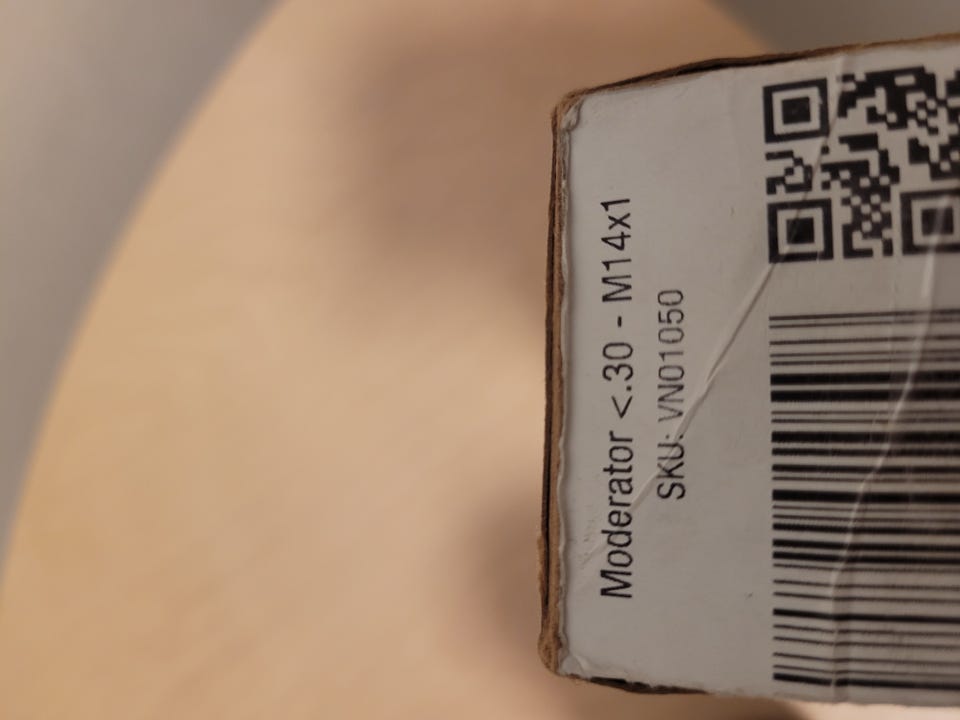 Moderator <.30 - M14x1
SKU: VN01050